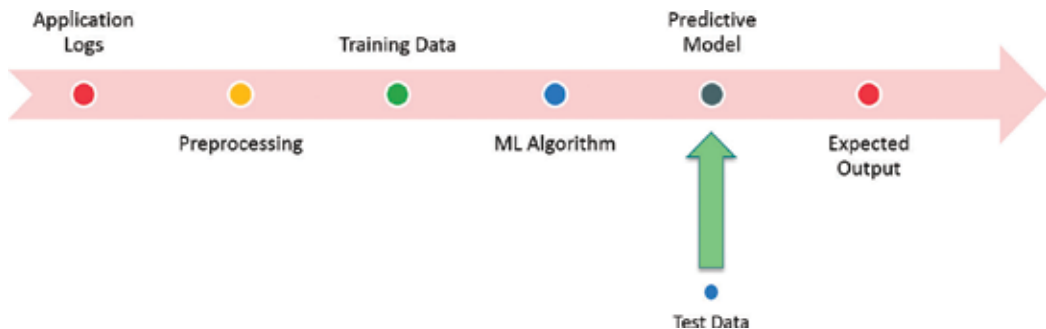 Application
Logs
Training Data
Predictive
Model
Preprocessing
ML Algorithm
Expected
Output
Test Data